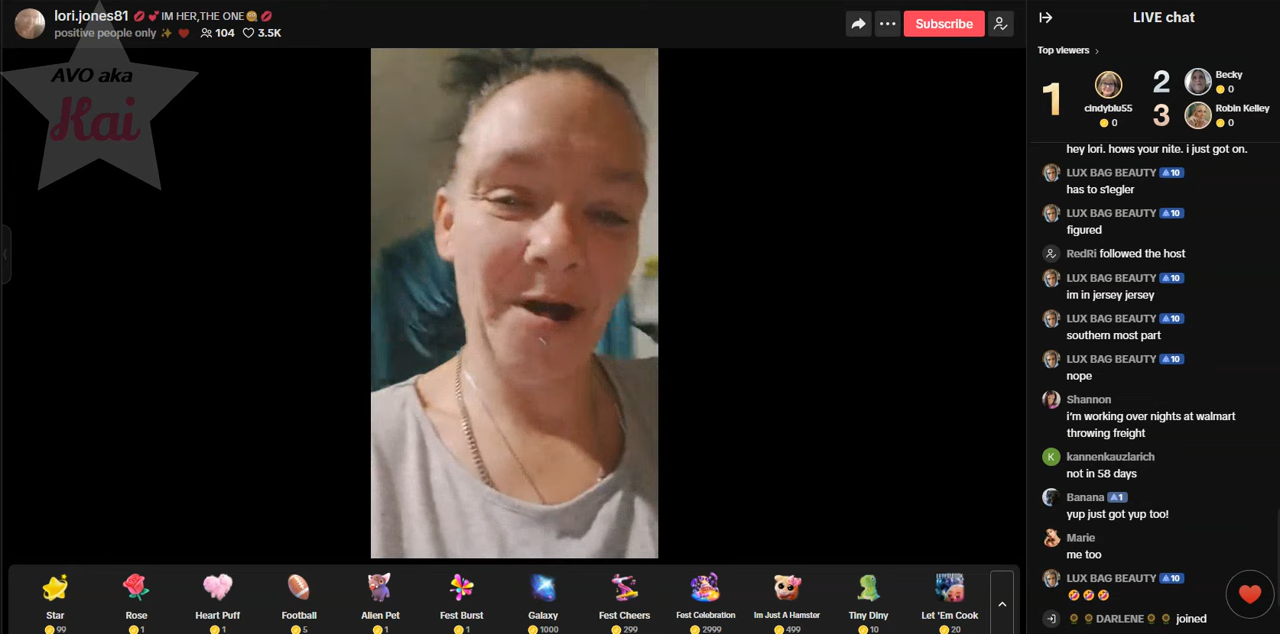 lori.jones81 💋 💕 IM HER,THE ONE 💋
positive people only ✨ ❤️ 104 3.5K
Subscribe
AVO aka
Kai
LIVE chat
Top viewers
1
cindyblu55
0
2
Becky
0
3
Robin Kelley
0
hey lori. hows your nite. i just got on.
LUX BAG BEAUTY 10
has to s1egler
LUX BAG BEAUTY 10
figured
RedRi followed the host
LUX BAG BEAUTY 10
im in jersey jersey
LUX BAG BEAUTY 10
southern most part
LUX BAG BEAUTY 10
nope
Shannon
i'm working over nights at walmart
throwing freight
K kannenkauzlarich
not in 58 days
Banana 1
yup just got yup too!
Marie
me too
LUX BAG BEAUTY 10
🤣 🤣 🤣
🌻 🌻 DARLENE 🌻 🌻 joined
Star Rose Heart Puff Football Alien Pet Fest Burst Galaxy Fest Cheers Fest Celebration Im Just A Hamster Tiny Diny Let 'Em Cook
99 1 1 5 1 1 1000 299 2999 499 10 20